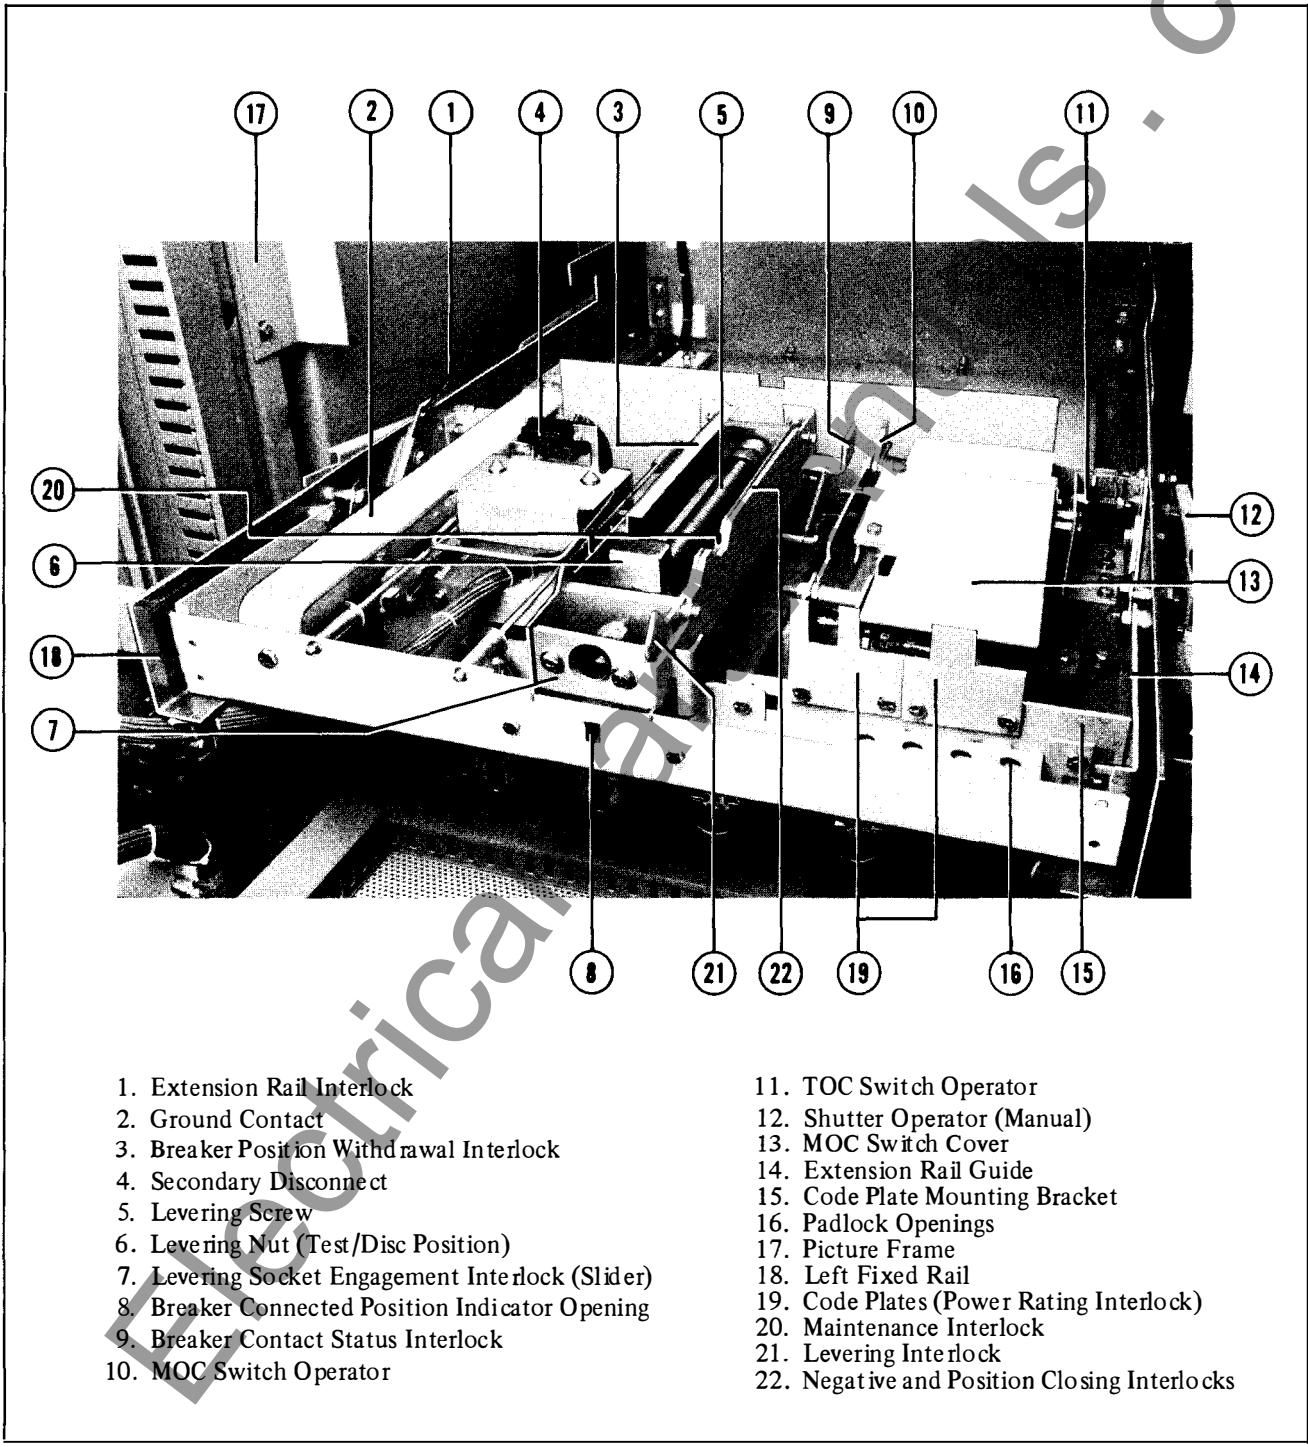 17
2
1
4
3
5
9
10
11
20
12
6
13
18
14
7
8
21
22
19
16
15
1. Extension Rail Interlock
2. Ground Contact
3. Breaker Position Withdrawal Interlock
4. Secondary Disconnect
5. Levering Screw
6. Levering Nut (Test/Disc Position)
7. Levering Socket Engagement Interlock (Slider)
8. Breaker Connected Position Indicator Opening
9. Breaker Contact Status Interlock
10. MOC Switch Operator
11. TOC Switch Operator
12. Shutter Operator (Manual)
13. MOC Switch Cover
14. Extension Rail Guide
15. Code Plate Mounting Bracket
16. Padlock Openings
17. Picture Frame
18. Left Fixed Rail
19. Code Plates (Power Rating Interlock)
20. Maintenance Interlock
21. Levering Interlock
22. Negative and Position Closing Interlocks